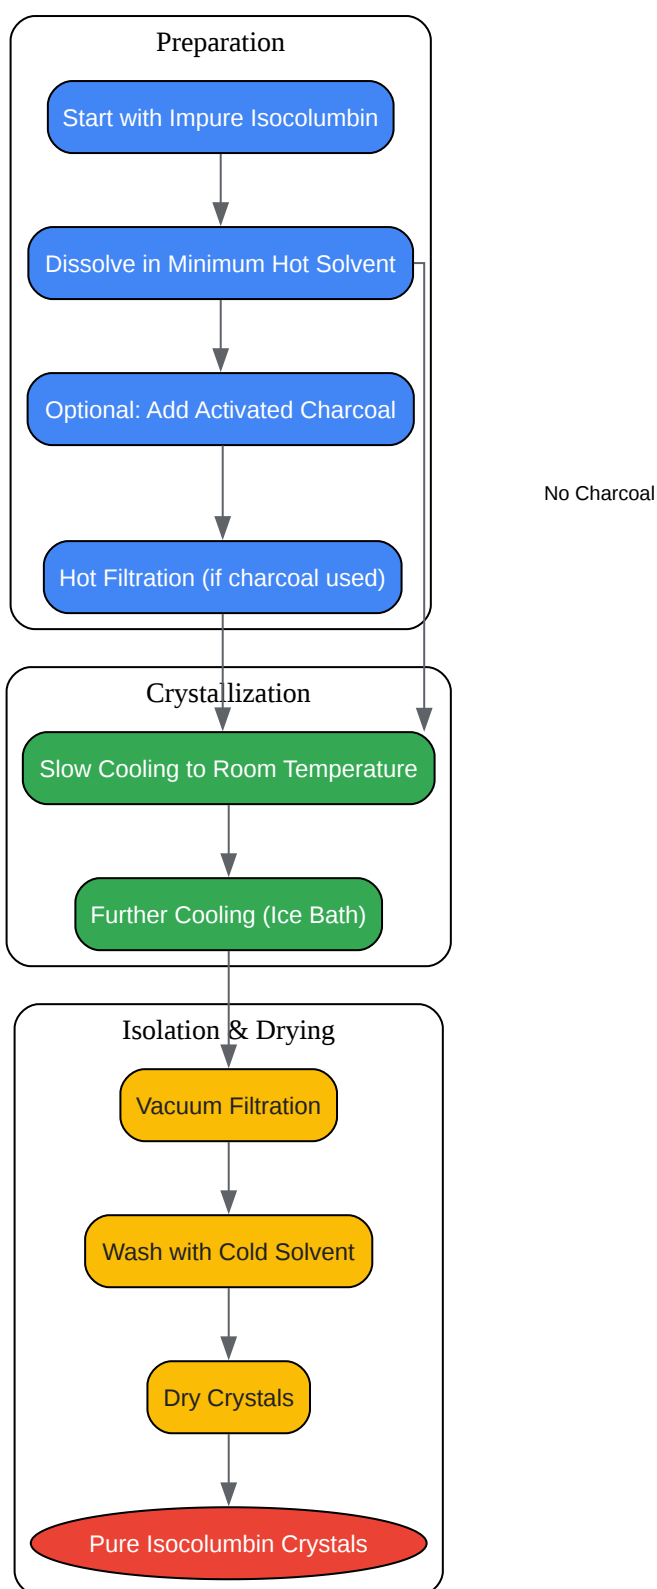 Preparation
Start with Impure Isocolumbin
Dissolve in Minimum Hot Solvent
Optional: Add Activated Charcoal
No Charcoal
Hot Filtration (if charcoal used)
Crystallization
Slow Cooling to Room Temperature
Further Cooling (Ice Bath)
Isolation & Drying
Vacuum Filtration
Wash with Cold Solvent
Dry Crystals
Pure Isocolumbin Crystals